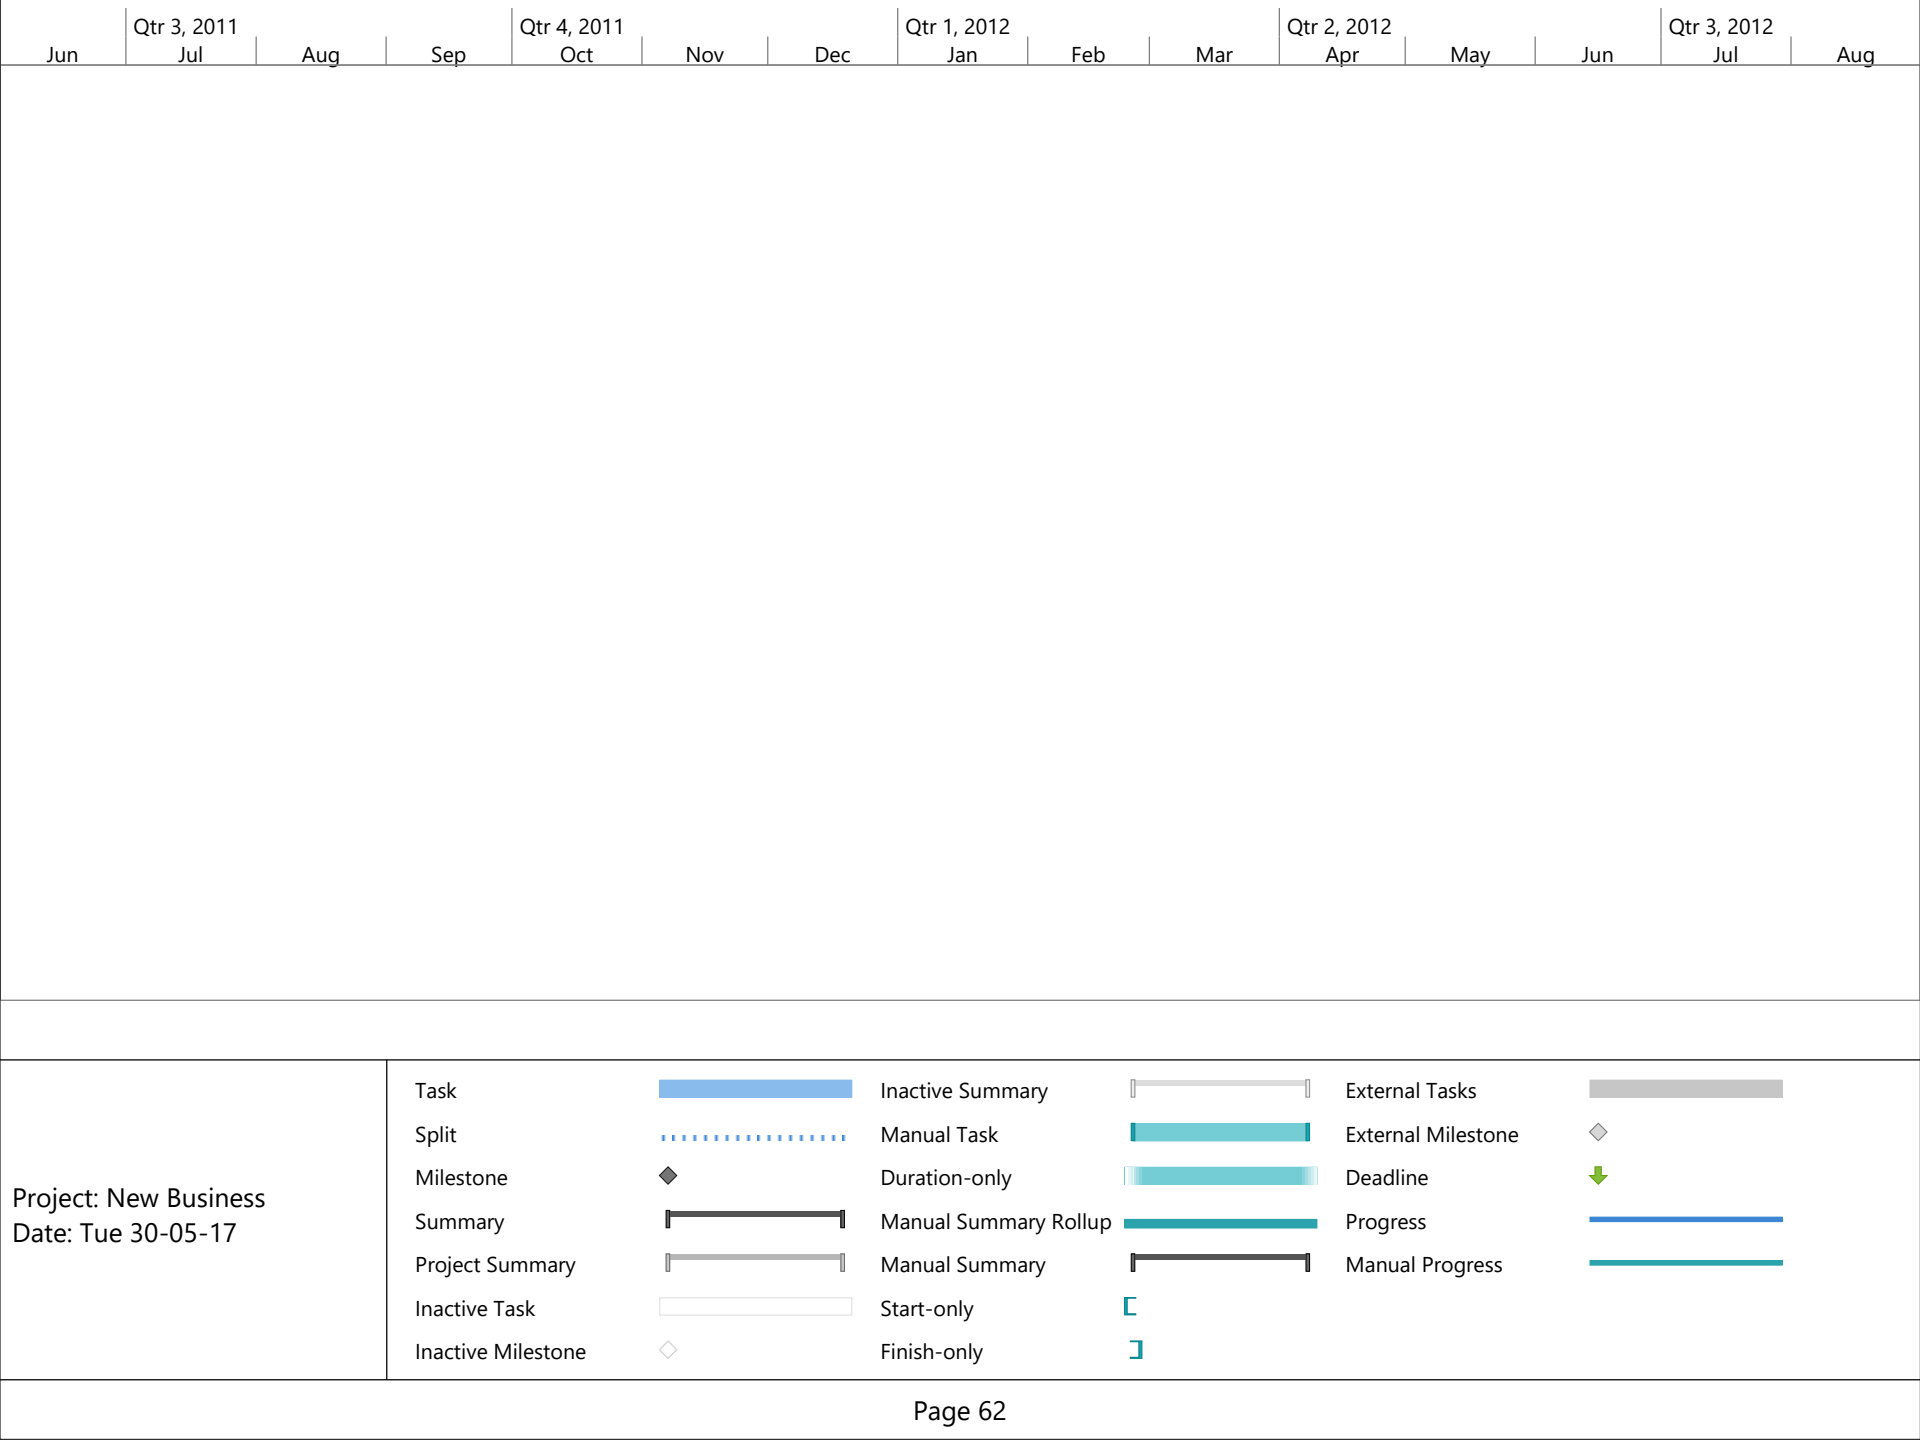 Qtr 3, 2011 Qtr 4, 2011 Qtr 1, 2012 Qtr 2, 2012 Qtr 3, 2012
Jun Jul Aug Sep Oct Nov Dec Jan Feb Mar Apr May Jun Jul Aug
Project: New Business
Date: Tue 30-05-17
Task
Split
Milestone
Summary
Project Summary
Inactive Task
Inactive Milestone
Inactive Summary
Manual Task
Duration-only
Manual Summary Rollup
Manual Summary
Start-only
Finish-only
External Tasks
External Milestone
Deadline
Progress
Manual Progress
Page 62